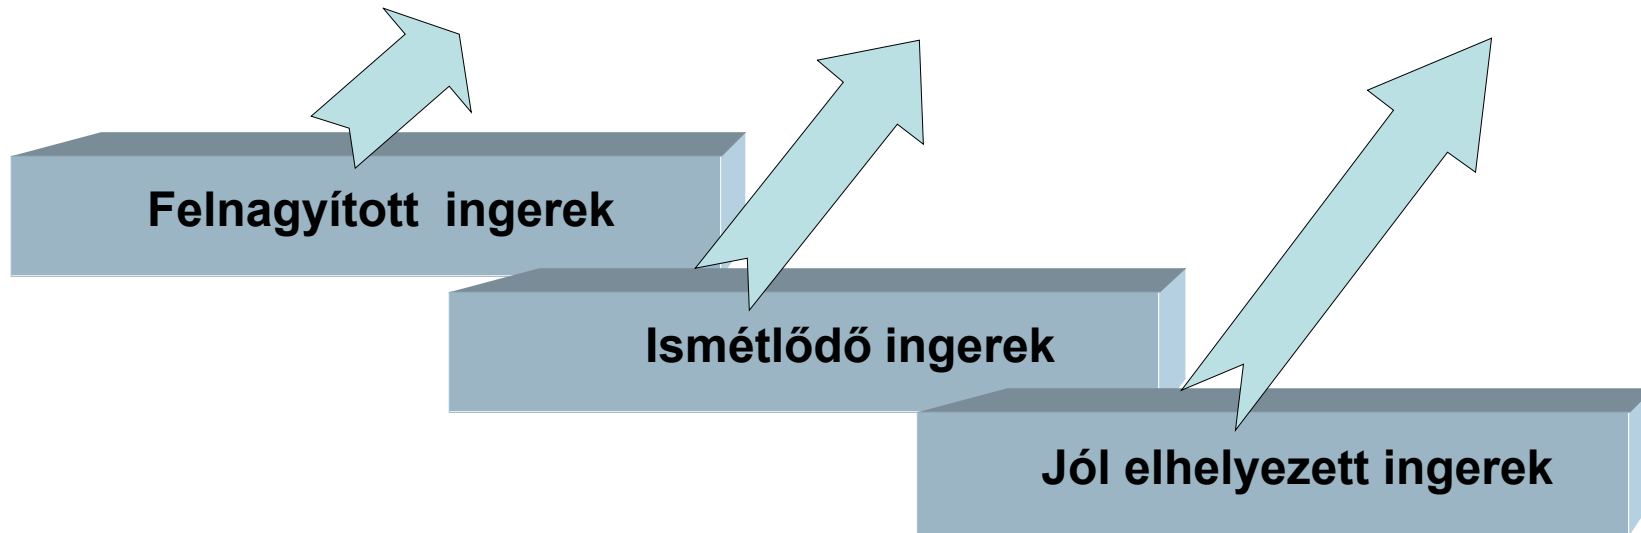 Felnagyított ingerek
Ismétlődő ingerek
Jól elhelyezett ingerek